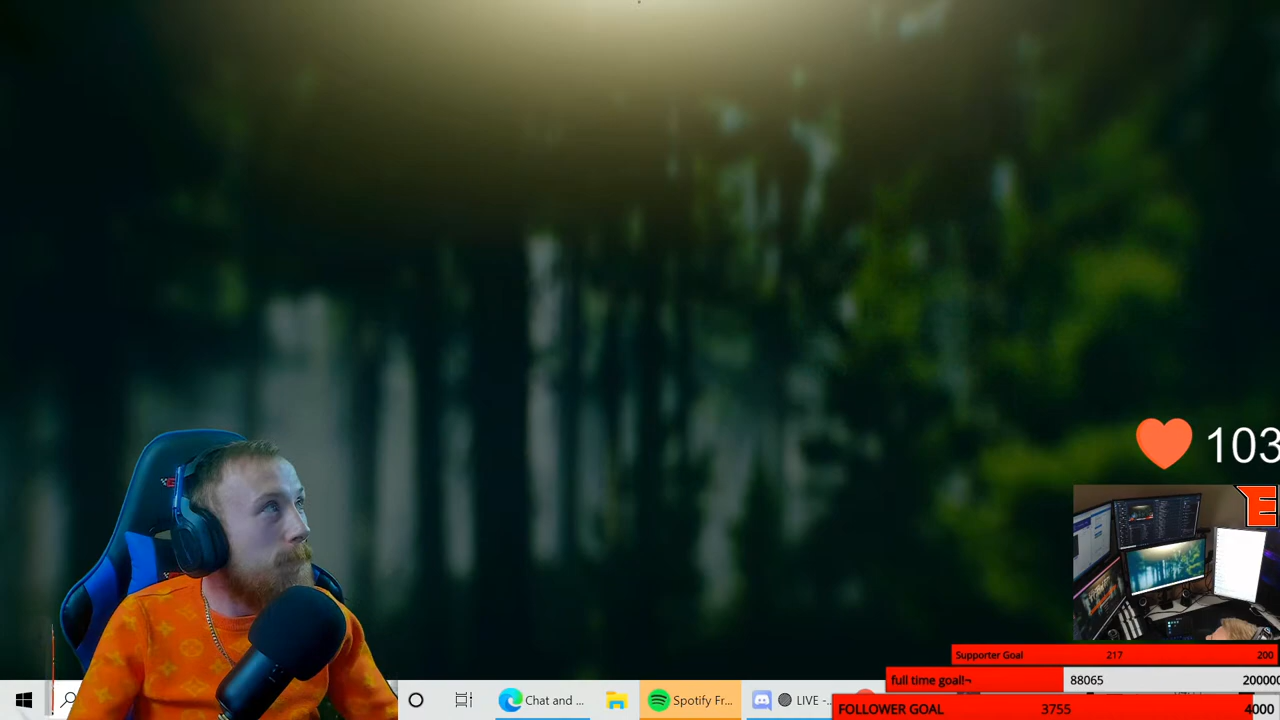 103
E
Supporter Goal 217 200
full time goal!¬ 88065 200000
Chat and ...
Spotify Fr...
LIVE -...
FOLLOWER GOAL 3755 4000